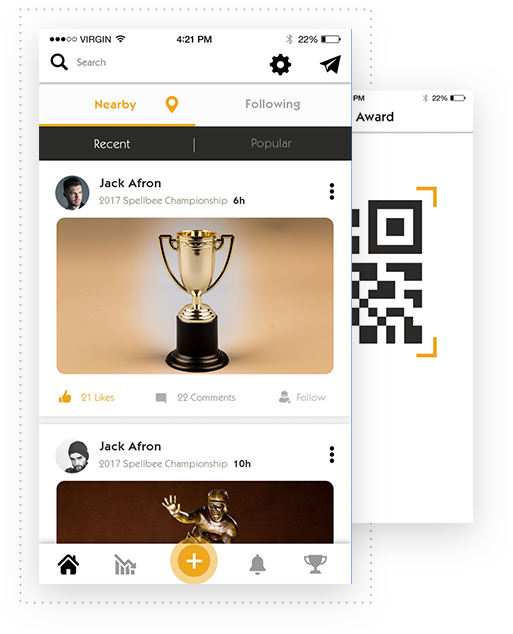 VIRGIN 4:21 PM 22%
Search
Nearby Following
Recent Popular
Jack Afron
2017 Spellbee Championship 6h
21 Likes 22 Comments Follow
Jack Afron
2017 Spellbee Championship 10h
PM 22%
Award